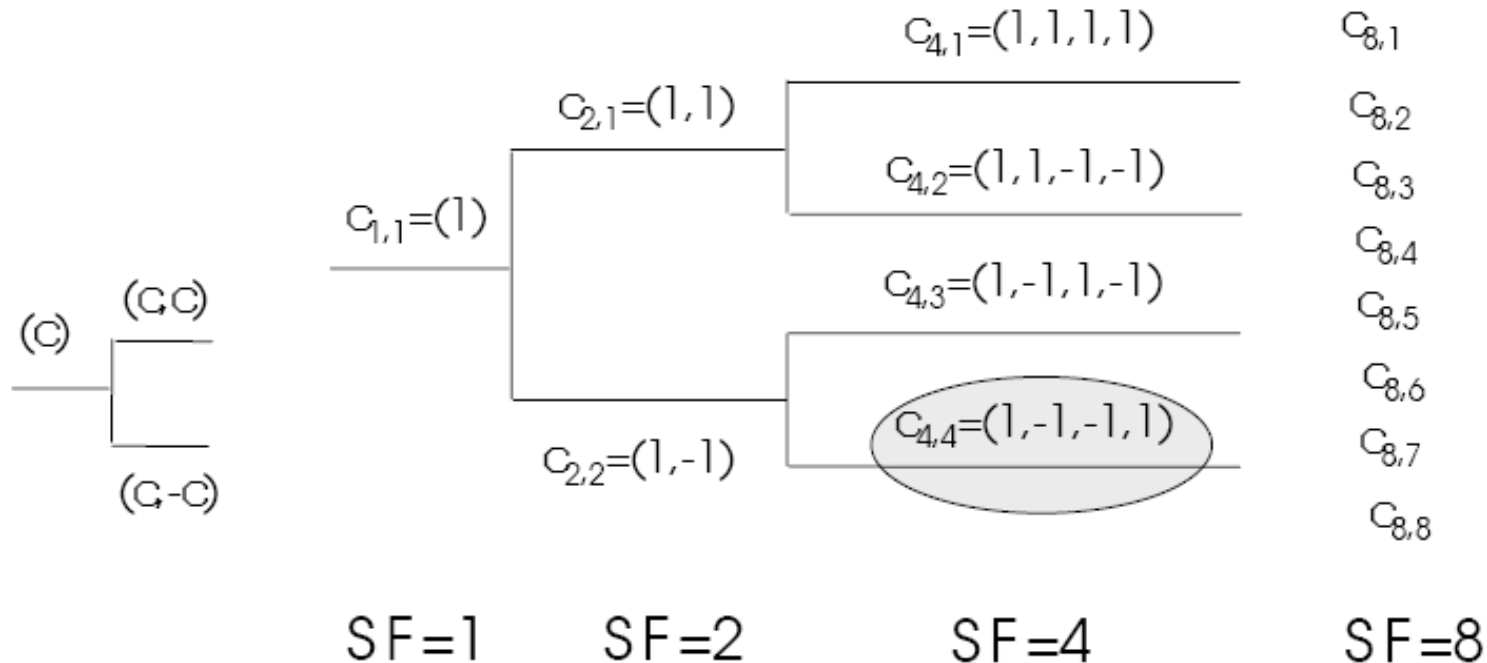 (C)
(C,C)
(C,-C)
C1,1=(1)
C2,1=(1,1)
C2,2=(1,-1)
C4,1=(1,1,1,1)
C4,2=(1,1,-1,-1)
C4,3=(1,-1,1,-1)
C4,4=(1,-1,-1,1)
C8,1
C8,2
C8,3
C8,4
C8,5
C8,6
C8,7
C8,8
SF=1
SF=2
SF=4
SF=8